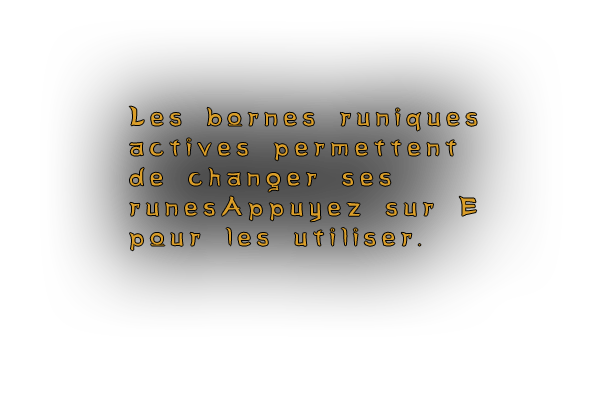 Les bornes runiques
actives permettent
de changer ses
runesAppuyez sur E
pour les utiliser.